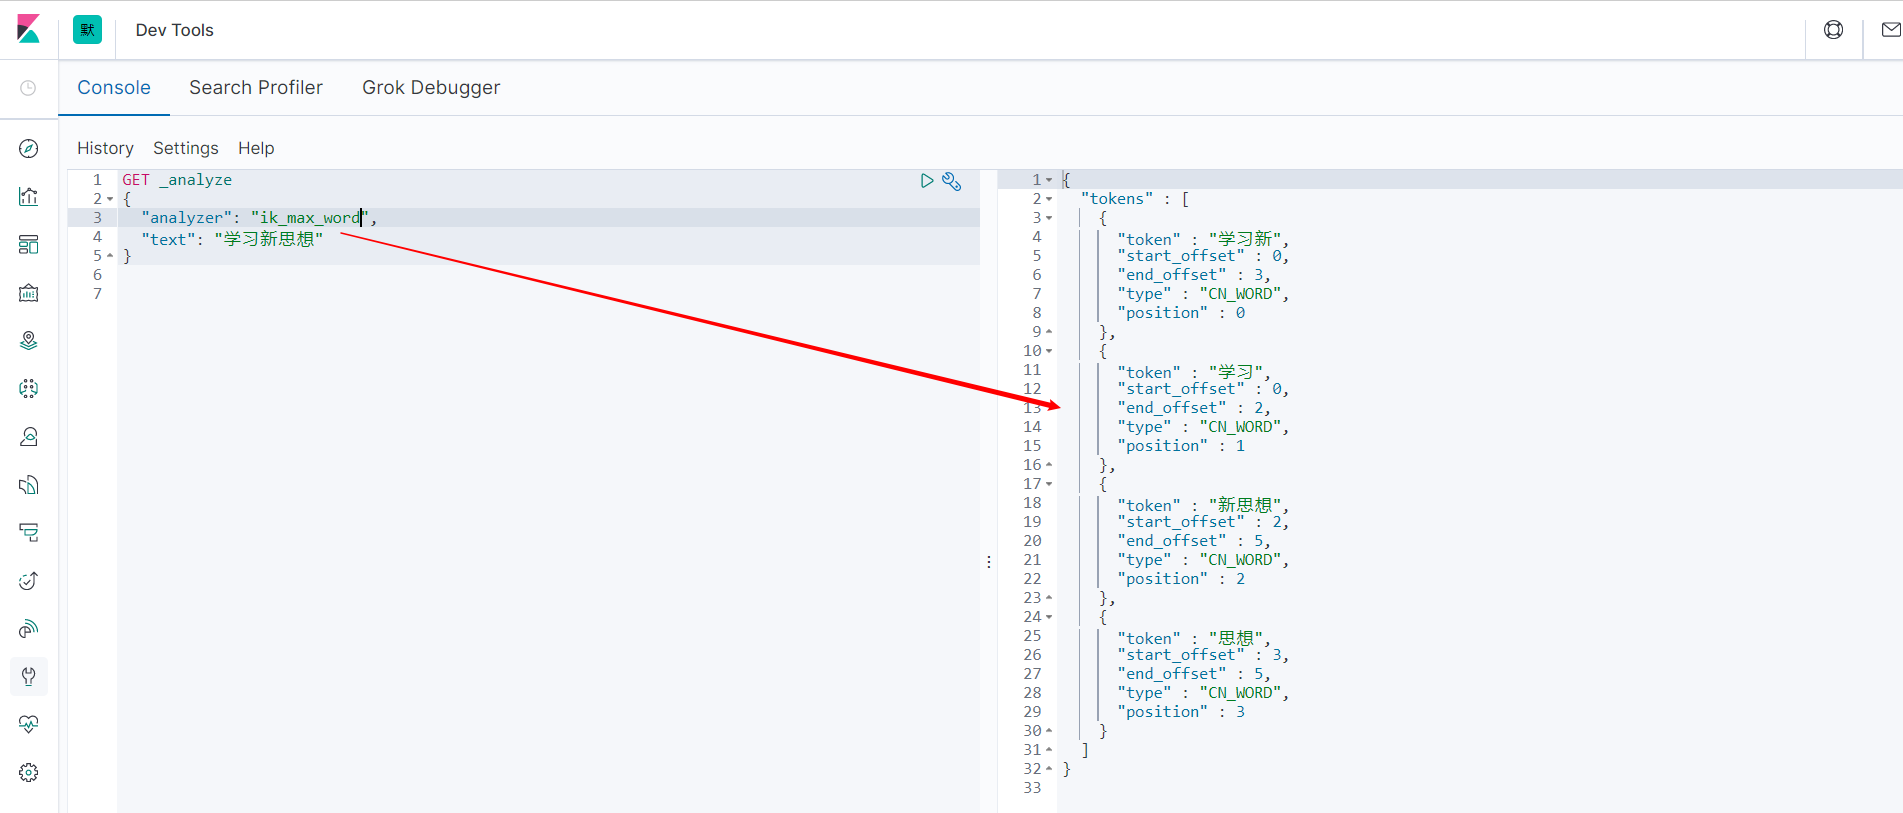 默
Dev Tools
Console
Search Profiler
Grok Debugger
History
Settings
Help
1 GET _analyze
2 {
3 "analyzer": "ik_max_word",
4 "text": "学习新思想"
5 }
6
7
1 {
2 "tokens" : [
3 {
4 "token" : "学习新",
5 "start_offset" : 0,
6 "end_offset" : 3,
7 "type" : "CN_WORD",
8 "position" : 0
9 },
10 {
11 "token" : "学习",
12 "start_offset" : 0,
13 "end_offset" : 2,
14 "type" : "CN_WORD",
15 "position" : 1
16 },
17 {
18 "token" : "新思想",
19 "start_offset" : 2,
20 "end_offset" : 5,
21 "type" : "CN_WORD",
22 "position" : 2
23 },
24 {
25 "token" : "思想",
26 "start_offset" : 3,
27 "end_offset" : 5,
28 "type" : "CN_WORD",
29 "position" : 3
30 }
31 ]
32 }
33